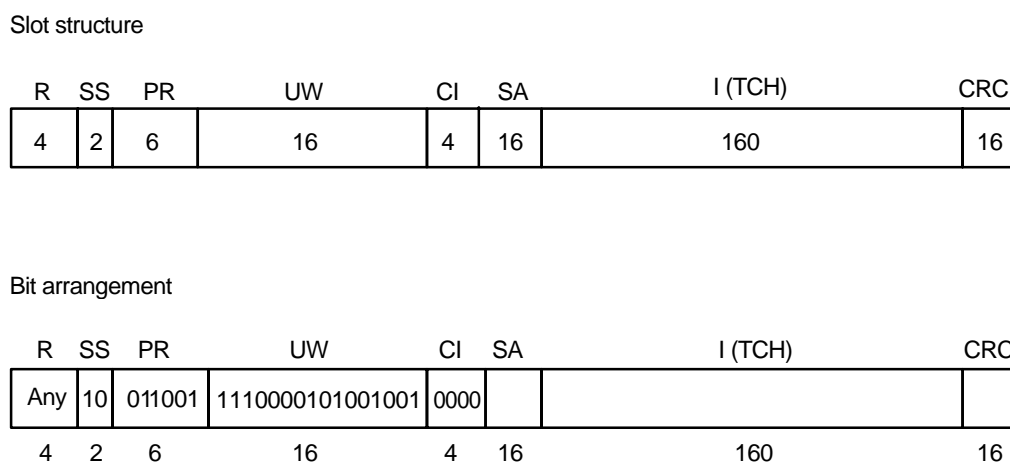 Slot structure
R SS PR UW CI SA I (TCH) CRC
4 2 6 16 4 16 160 16
Bit arrangement
R SS PR UW CI SA I (TCH) CRC
Any 10 011001 1110000101001001 0000
4 2 6 16 4 16 160 16